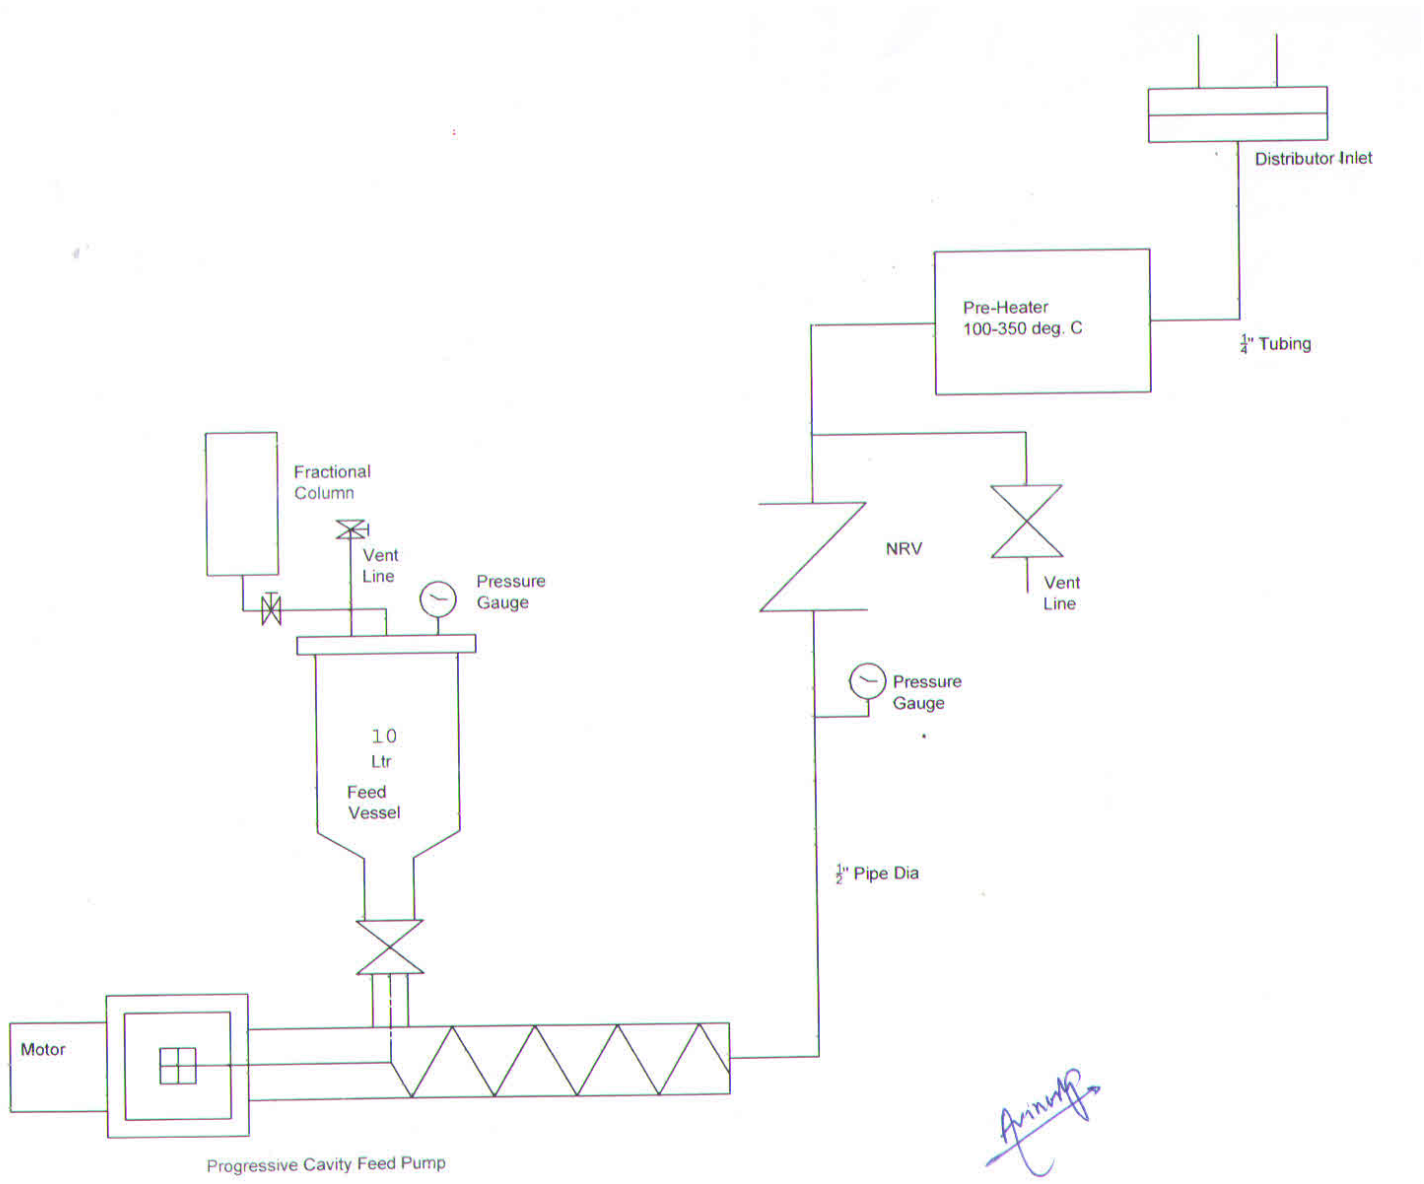 Distributor Inlet
Pre-Heater
100-350 deg. C
1/4" Tubing
Fractional
Column
Vent
Line
Pressure
Gauge
NRV
Vent
Line
Pressure
Gauge
10
Ltr
Feed
Vessel
1/2" Pipe Dia
Motor
Progressive Cavity Feed Pump